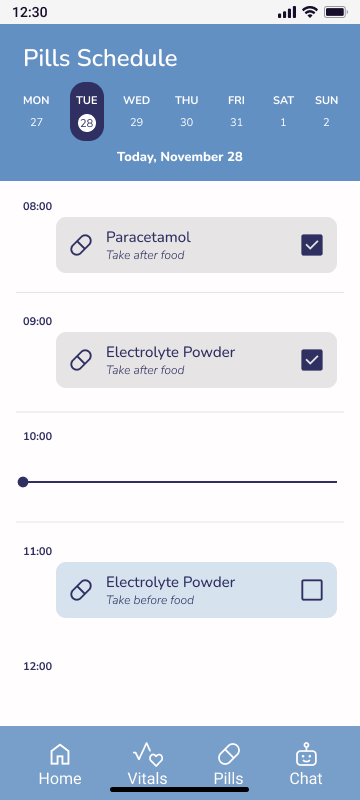 12:30
Pills Schedule
MON TUE WED THU FRI SAT SUN
27 28 29 30 31 1 2
Today, November 28
08:00
Paracetamol
Take after food
09:00
Electrolyte Powder
Take after food
10:00
11:00
Electrolyte Powder
Take before food
12:00
Home Vitals Pills Chat